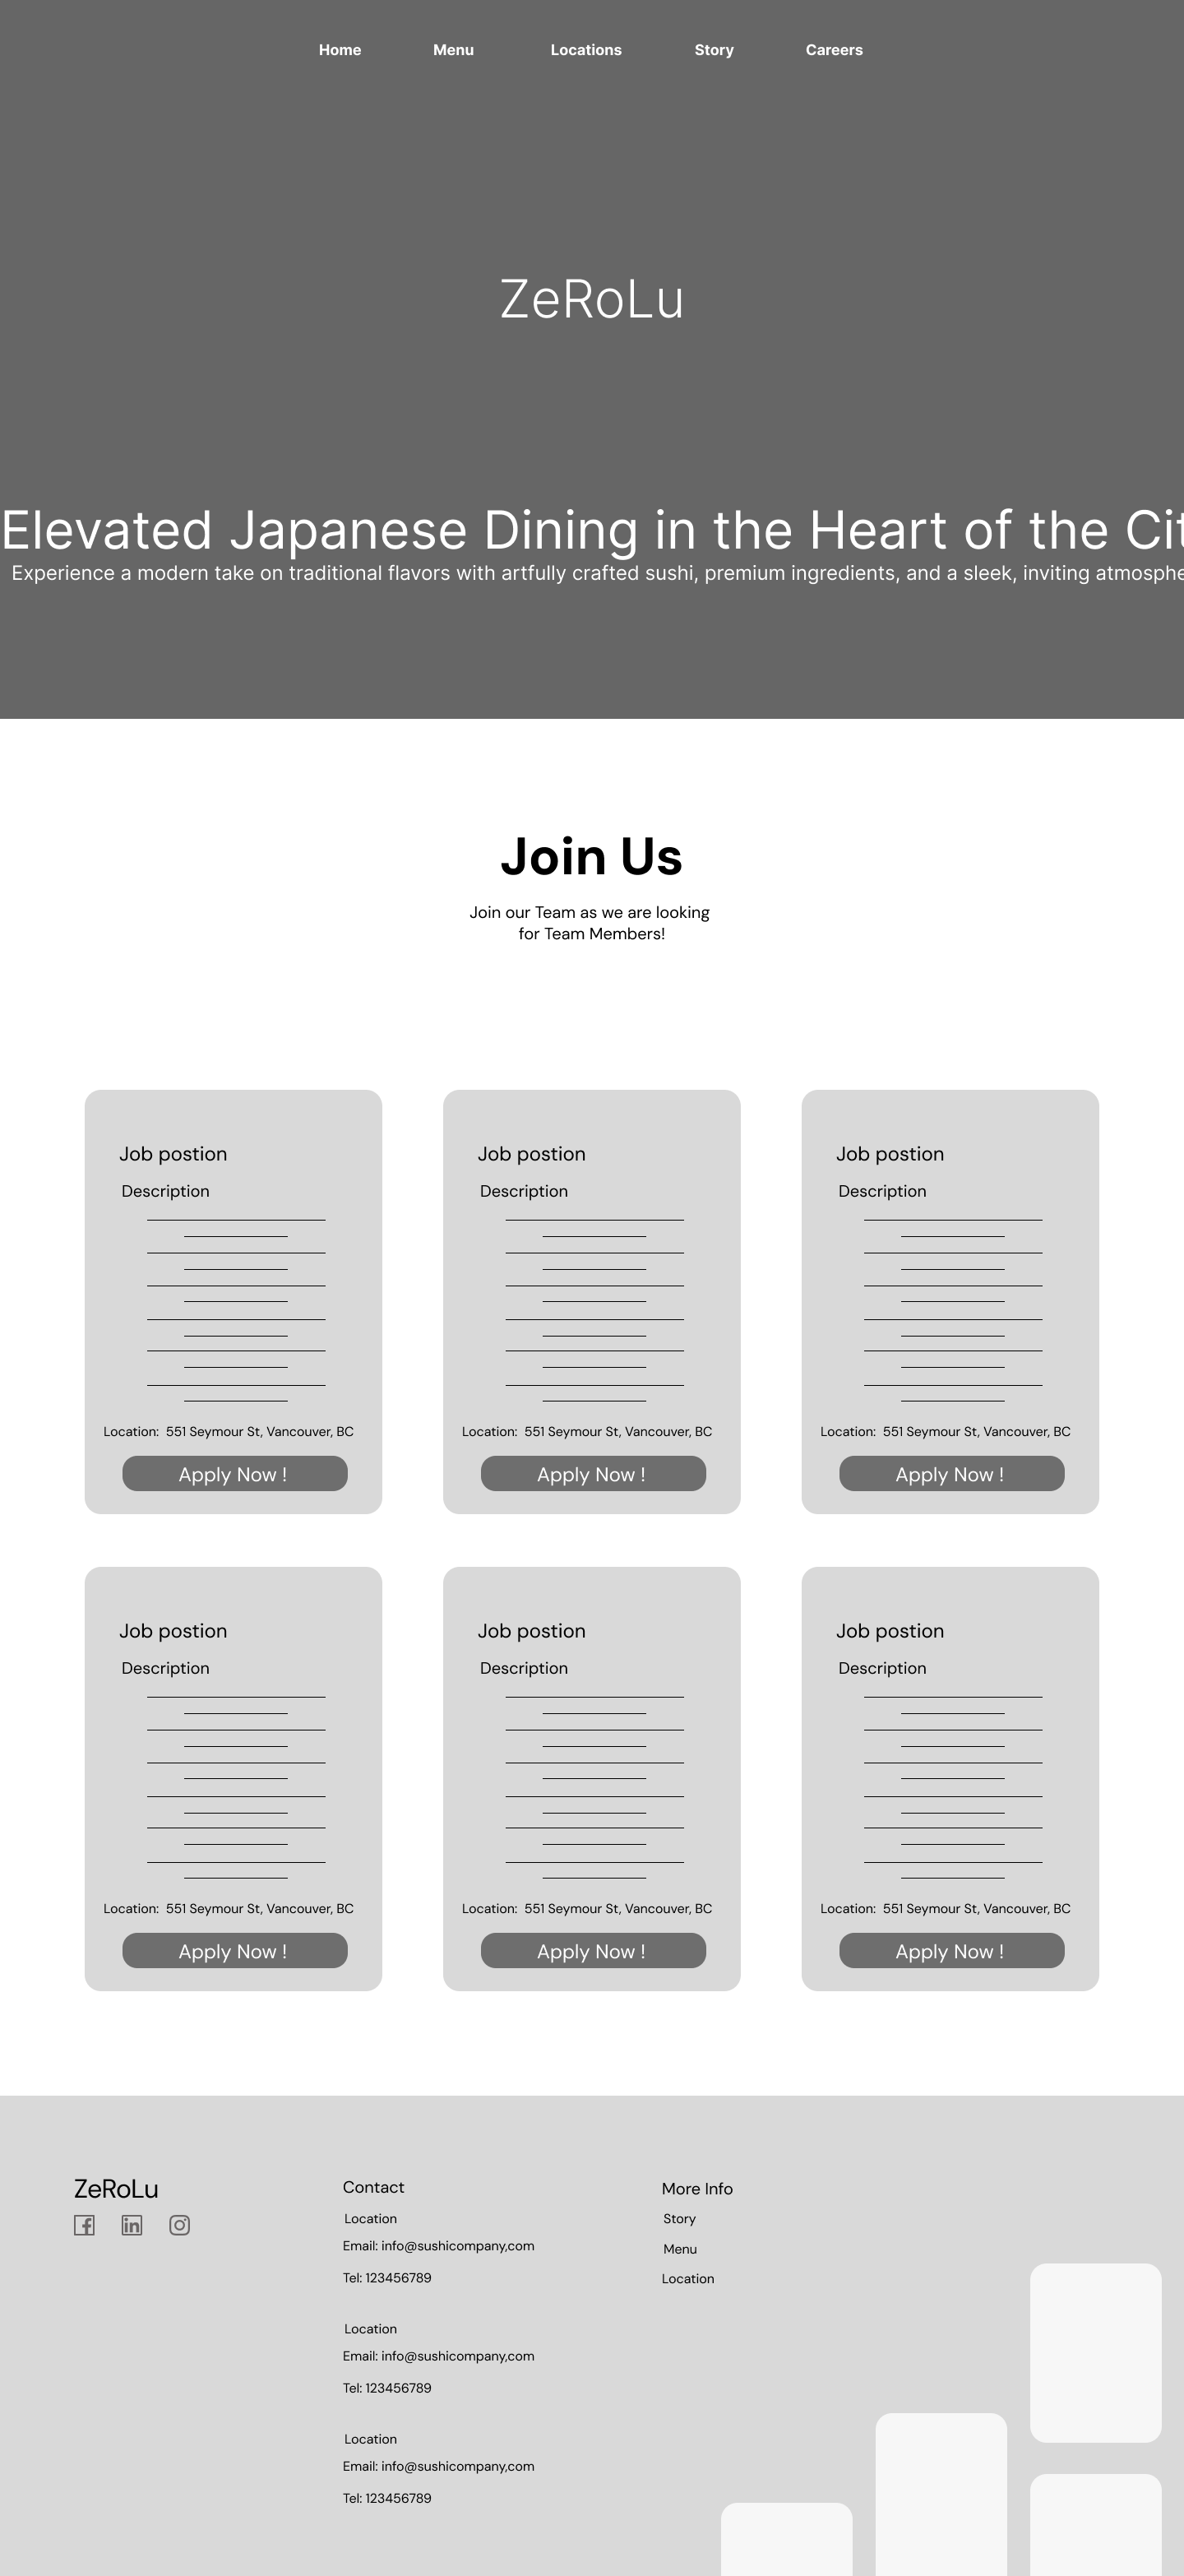 Home Menu Locations Story Careers
ZeRoLu
Elevated Japanese Dining in the Heart of the Cit
Experience a modern take on traditional flavors with artfully crafted sushi, premium ingredients, and a sleek, inviting atmosphe
Join Us
Join our Team as we are looking
for Team Members!
Job postion
Description
Location: 551 Seymour St, Vancouver, BC
Apply Now !
Job postion
Description
Location: 551 Seymour St, Vancouver, BC
Apply Now !
Job postion
Description
Location: 551 Seymour St, Vancouver, BC
Apply Now !
Job postion
Description
Location: 551 Seymour St, Vancouver, BC
Apply Now !
Job postion
Description
Location: 551 Seymour St, Vancouver, BC
Apply Now !
Job postion
Description
Location: 551 Seymour St, Vancouver, BC
Apply Now !
ZeRoLu
Contact
Location
Email: info@sushicompany,com
Tel: 123456789
Location
Email: info@sushicompany,com
Tel: 123456789
Location
Email: info@sushicompany,com
Tel: 123456789
More Info
Story
Menu
Location